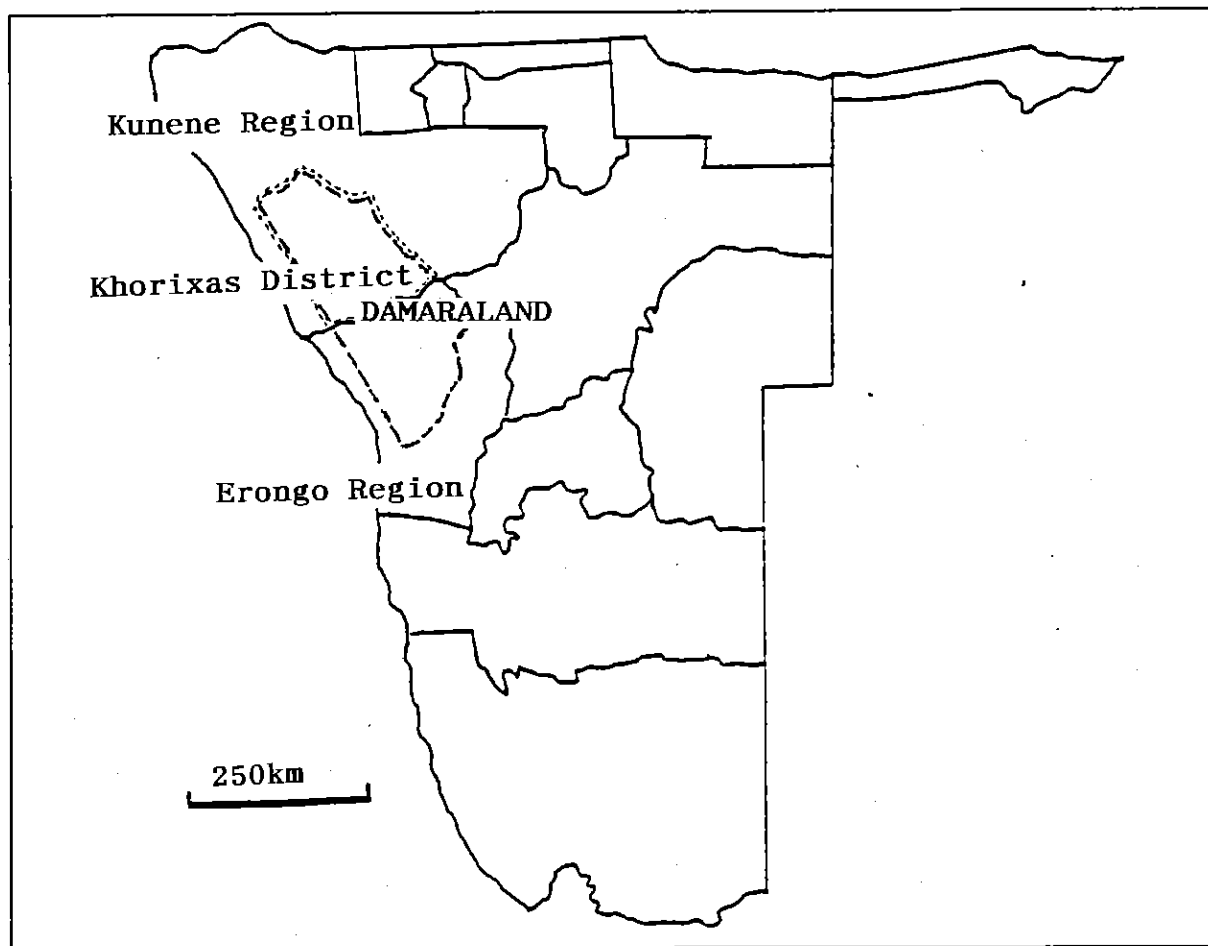 Kunene Region
Khorixas District
DAMARALAND
Erongo Region
250km